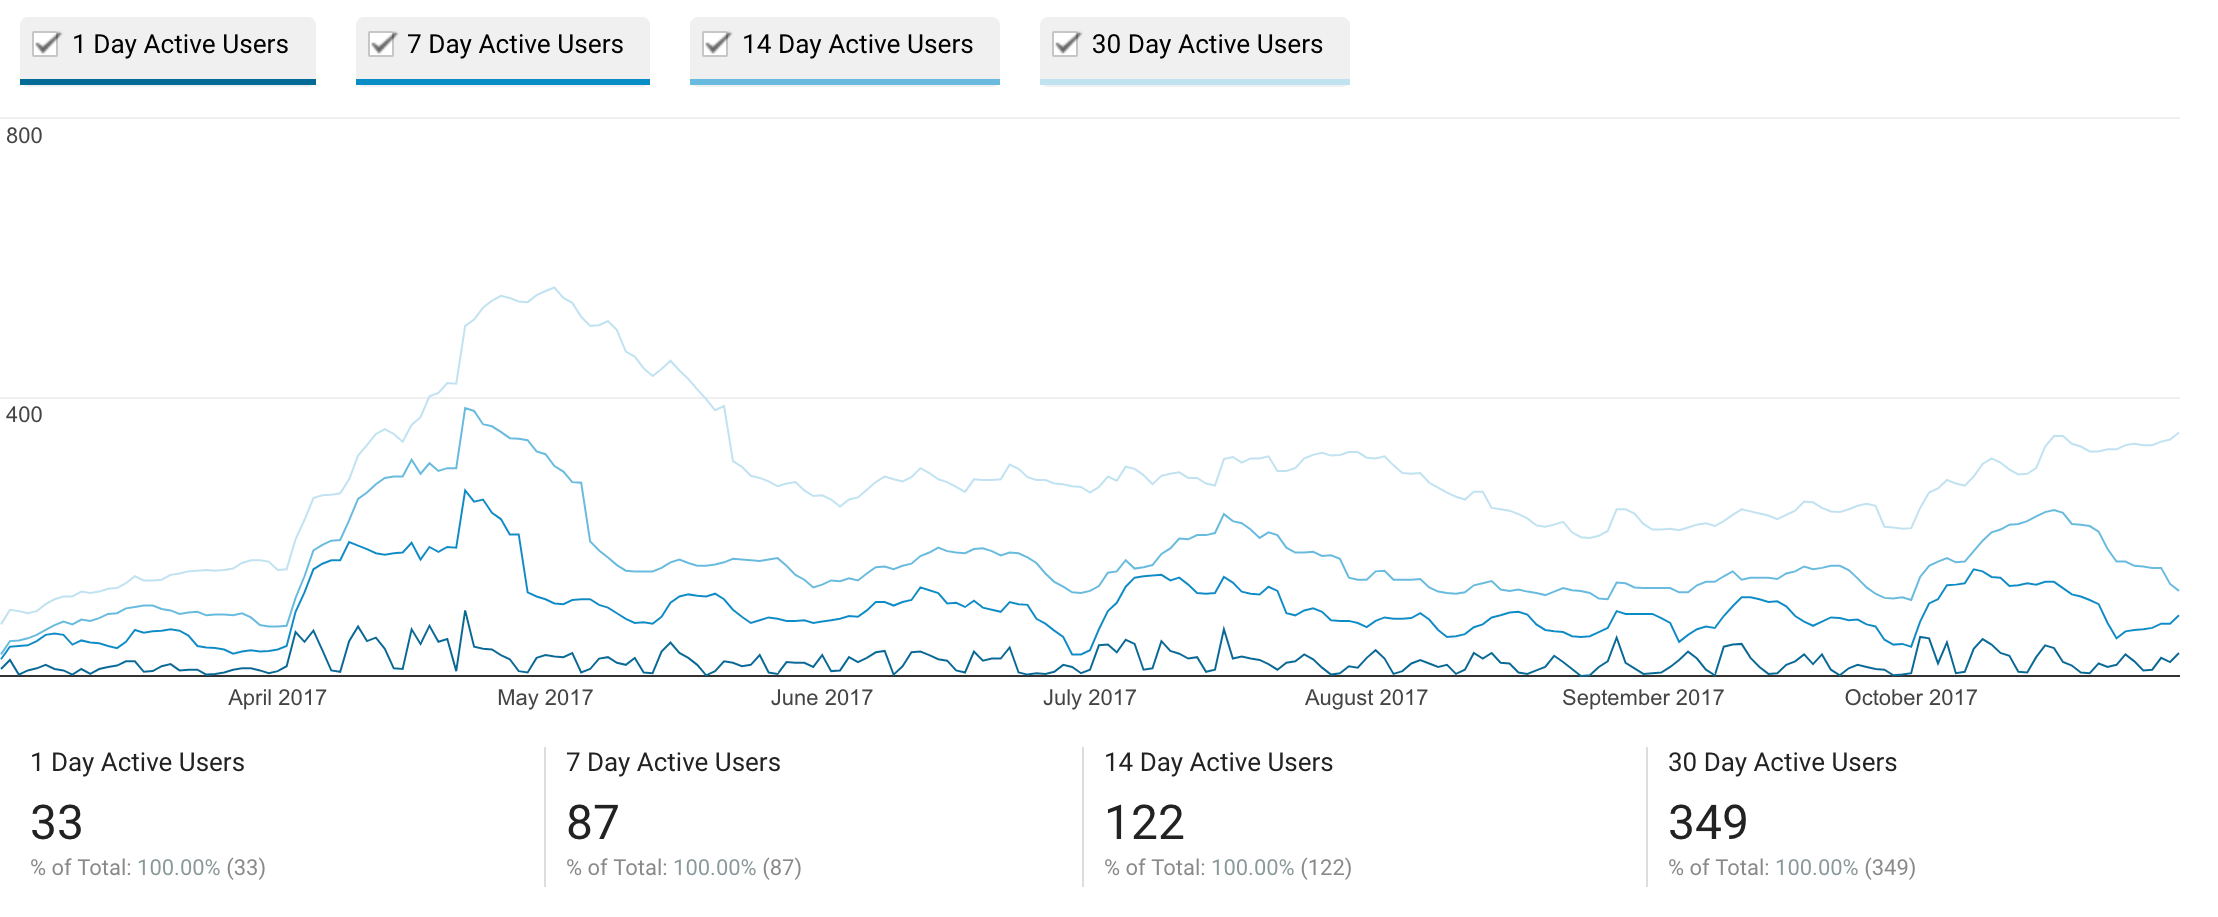 1 Day Active Users
7 Day Active Users
14 Day Active Users
30 Day Active Users
800
400
April 2017
May 2017
June 2017
July 2017
August 2017
September 2017
October 2017
1 Day Active Users
33
% of Total: 100.00% (33)
7 Day Active Users
87
% of Total: 100.00% (87)
14 Day Active Users
122
% of Total: 100.00% (122)
30 Day Active Users
349
% of Total: 100.00% (349)